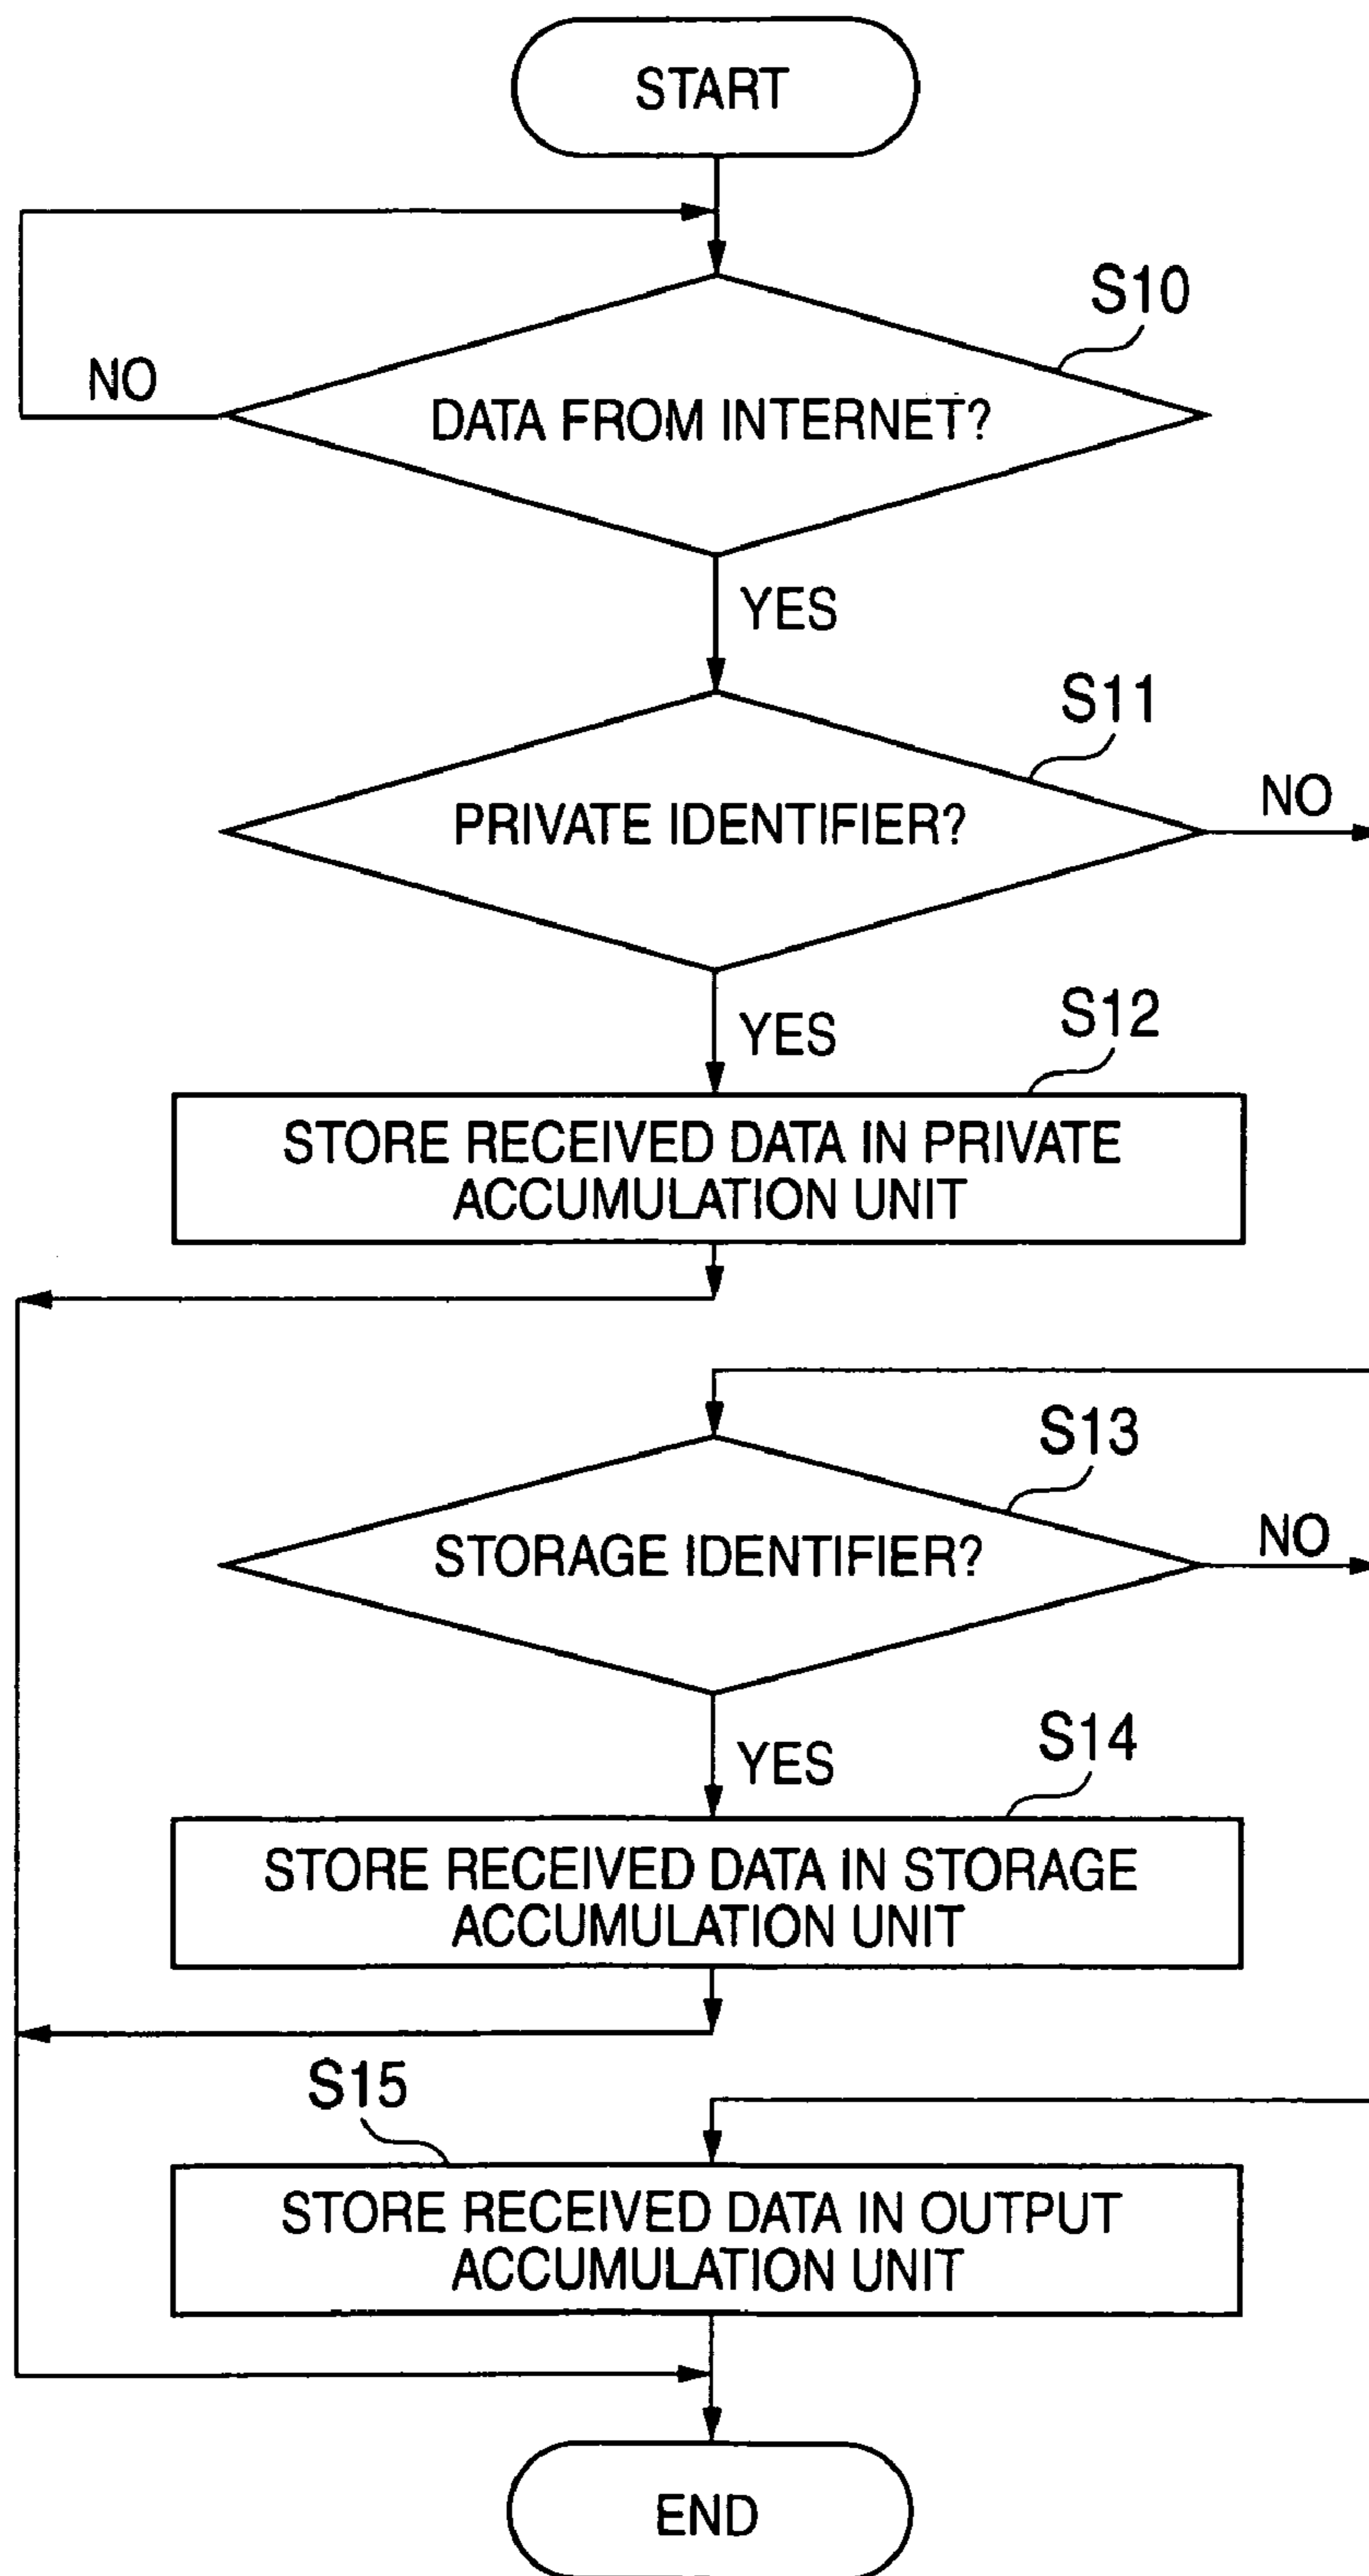 START
S10
NO
DATA FROM INTERNET?
YES
S11
NO
PRIVATE IDENTIFIER?
YES
S12
STORE RECEIVED DATA IN PRIVATE
ACCUMULATION UNIT
S13
NO
STORAGE IDENTIFIER?
YES
S14
STORE RECEIVED DATA IN STORAGE
ACCUMULATION UNIT
S15
STORE RECEIVED DATA IN OUTPUT
ACCUMULATION UNIT
END